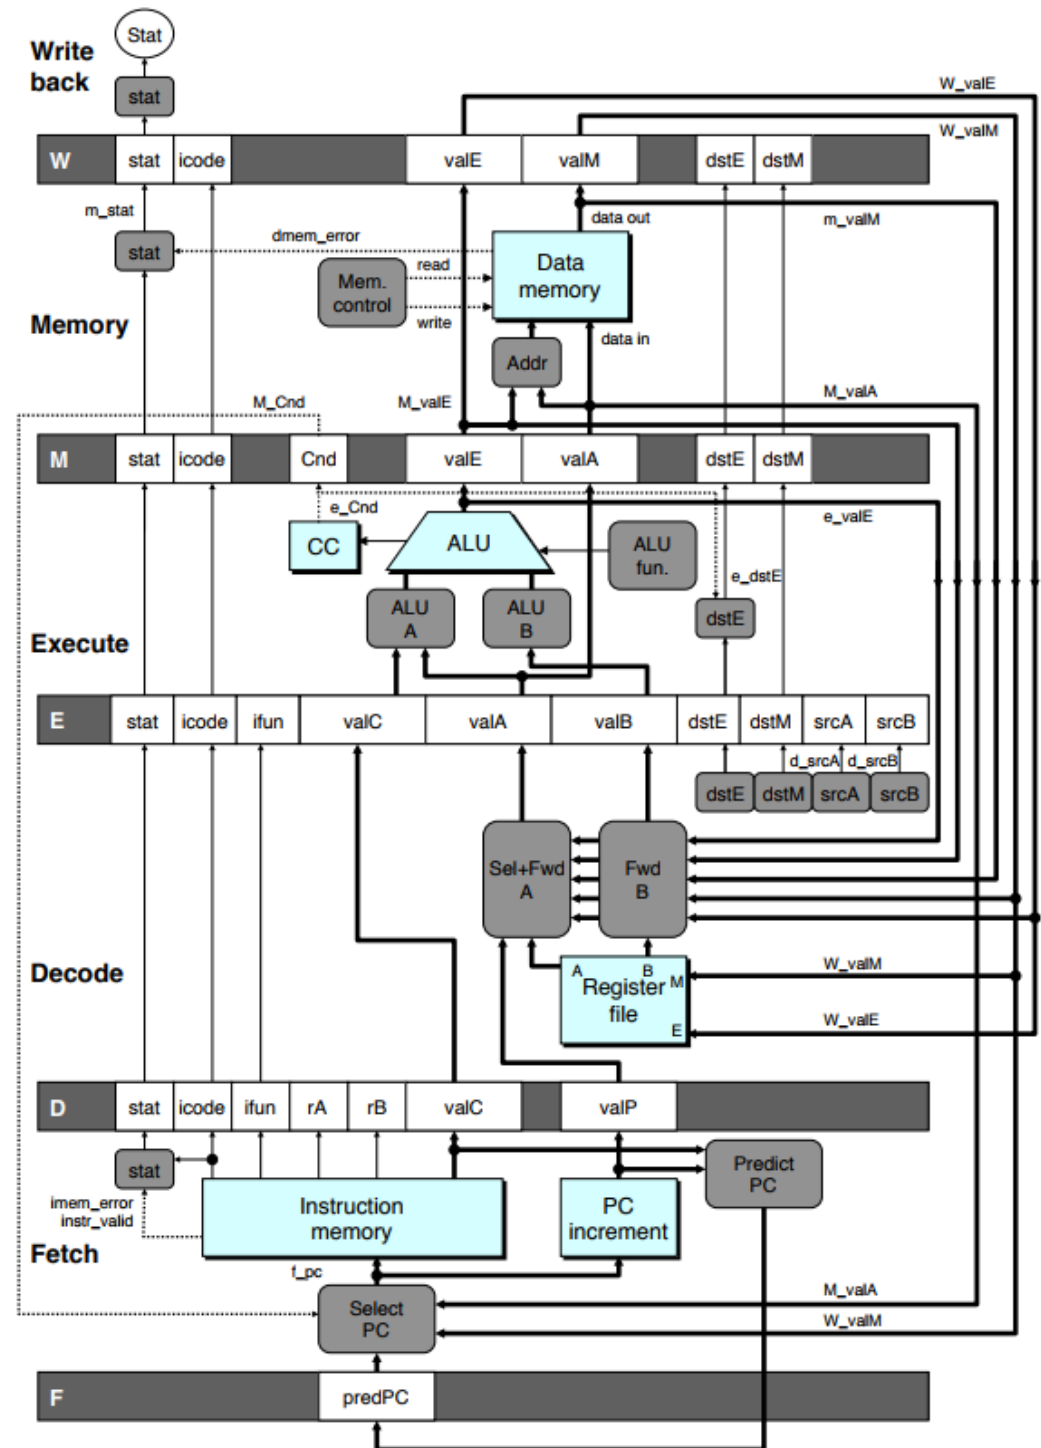 Stat
Write
back
stat
W_valE
W_valM
W
stat
icode
valE
valM
dstE
dstM
m_stat
data out
m_valM
dmem_error
stat
read
Data
memory
Mem.
control
Memory
write
data in
Addr
M_Cnd
M_valE
M_valA
M
stat
icode
Cnd
valE
valA
dstE
dstM
e_Cnd
e_valE
CC
ALU
ALU
fun.
e_dstE
ALU
A
ALU
B
dstE
Execute
E
stat
icode
ifun
valC
valA
valB
dstE
dstM
srcA
srcB
d_srcA
d_srcB
dstE
dstM
srcA
srcB
Sel+Fwd
A
Fwd
B
Decode
A
B
M
Register
file
E
W_valM
W_valE
D
stat
icode
ifun
rA
rB
valC
valP
stat
Predict
PC
imem_error
instr_valid
Instruction
memory
PC
increment
Fetch
f_pc
M_valA
Select
PC
W_valM
F
predPC